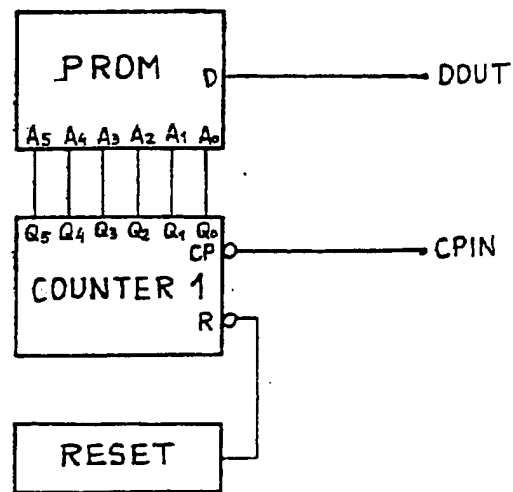 PROM
D
DOUT
A5 A4 A3 A2 A1 A0
Q5 Q4 Q3 Q2 Q1 Q0
CP
CPIN
COUNTER 1
R
RESET